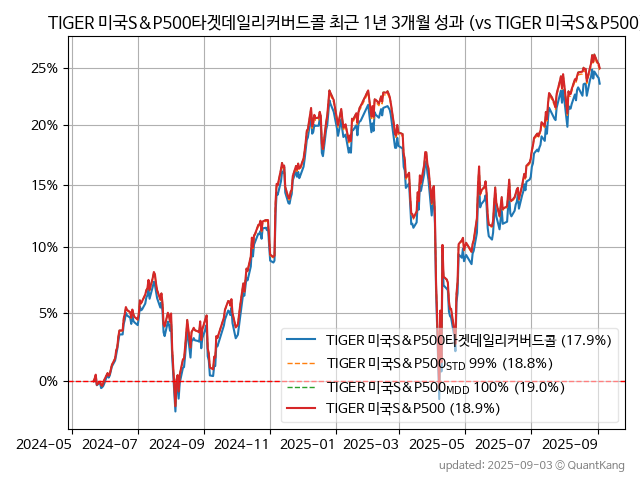 TIGER 미국S&P500타겟데일리커버드콜 최근 1년 3개월 성과 (vs TIGER 미국S&P500
25%
20%
15%
10%
5%
0%
TIGER 미국S&P500타겟데일리커버드콜 (17.9%)
TIGER 미국S&P500STD 99% (18.8%)
TIGER 미국S&P500MDD 100% (19.0%)
TIGER 미국S&P500 (18.9%)
2024-05 2024-07 2024-09 2024-11 2025-01 2025-03 2025-05 2025-07 2025-09
updated: 2025-09-03 © QuantKang